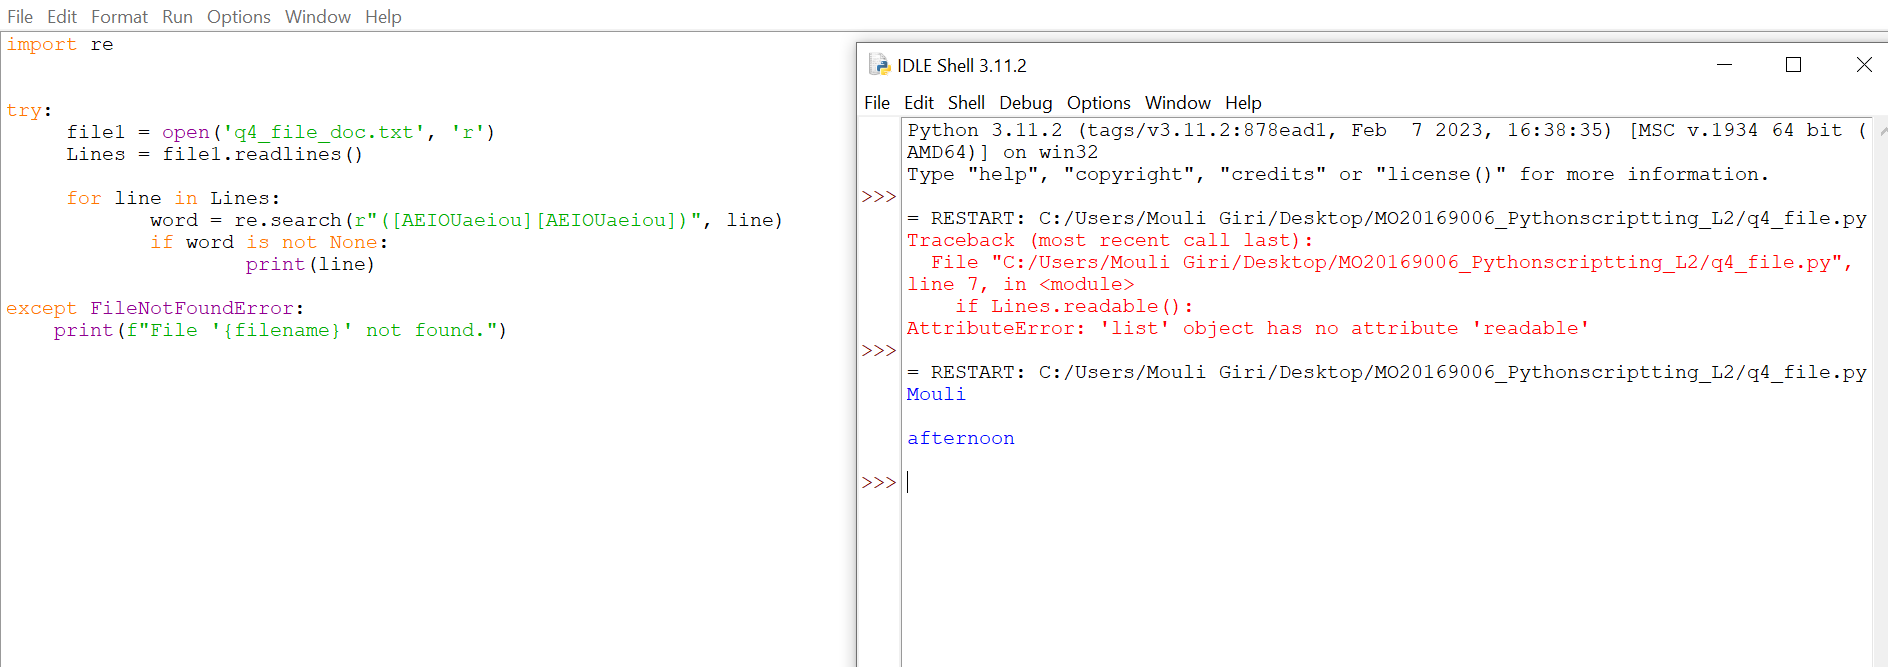 File Edit Format Run Options Window Help
import re
try:
file1 = open('q4_file_doc.txt', 'r')
Lines = file1.readlines()
for line in Lines:
word = re.search(r"([AEIOUaeiou][AEIOUaeiou])", line)
if word is not None:
print(line)
except FileNotFoundError:
print(f"File '{filename}' not found.")
IDLE Shell 3.11.2
File Edit Shell Debug Options Window Help
Python 3.11.2 (tags/v3.11.2:878ead1, Feb 7 2023, 16:38:35) [MSC v.1934 64 bit (
AMD64)] on win32
Type "help", "copyright", "credits" or "license()" for more information.
>>>
= RESTART: C:/Users/Mouli Giri/Desktop/MO20169006_Pythonscriptting_L2/q4_file.py
Traceback (most recent call last):
File "C:/Users/Mouli Giri/Desktop/MO20169006_Pythonscriptting_L2/q4_file.py",
line 7, in <module>
if Lines.readable():
AttributeError: 'list' object has no attribute 'readable'
>>>
= RESTART: C:/Users/Mouli Giri/Desktop/MO20169006_Pythonscriptting_L2/q4_file.py
Mouli
afternoon
>>>